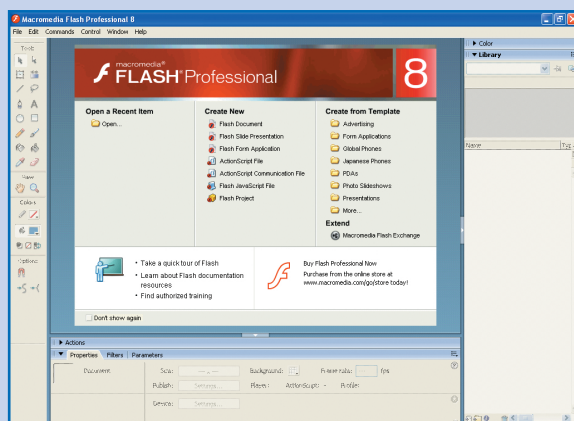 Macromedia Flash Professional 8
File Edit Commands Control Window Help
Tools
View
Colors
Options
macromedia®
FLASH® Professional 8
Open a Recent Item
Open...
Create New
Flash Document
Flash Slide Presentation
Flash Form Application
ActionScript File
ActionScript Communication File
Flash JavaScript File
Flash Project
Create from Template
Advertising
Form Applications
Global Phones
Japanese Phones
PDAs
Photo Slideshows
Presentations
More...
Extend
Macromedia Flash Exchange
• Take a quick tour of Flash
• Learn about Flash documentation
resources
• Find authorized training
Buy Flash Professional Now
Purchase from the online store at
www.macromedia.com/go/store today!
Don't show again
Color
Library
Name
Actions
Properties Filters Parameters
Document
Size:
Background:
Frame rate: fps
Publish: Settings...
Player: ActionScript: - Profile:
Device: Settings...